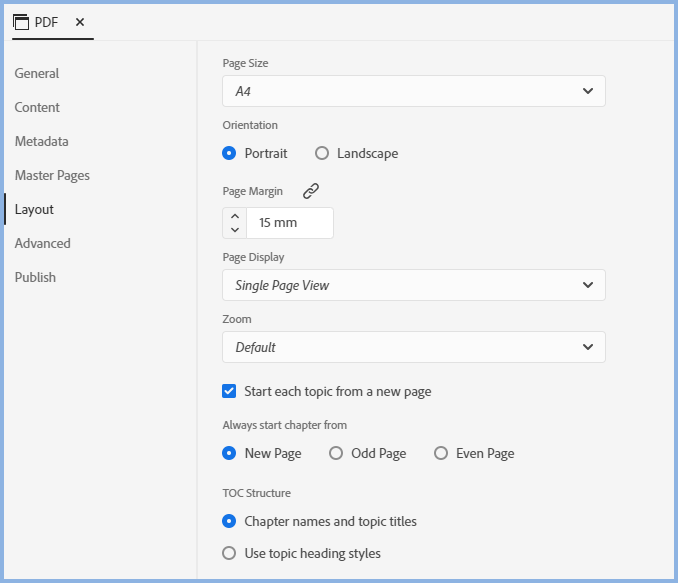 PDF
General
Content
Metadata
Master Pages
Layout
Advanced
Publish
Page Size
A4
Orientation
Portrait Landscape
Page Margin
15 mm
Page Display
Single Page View
Zoom
Default
Start each topic from a new page
Always start chapter from
New Page Odd Page Even Page
TOC Structure
Chapter names and topic titles
Use topic heading styles